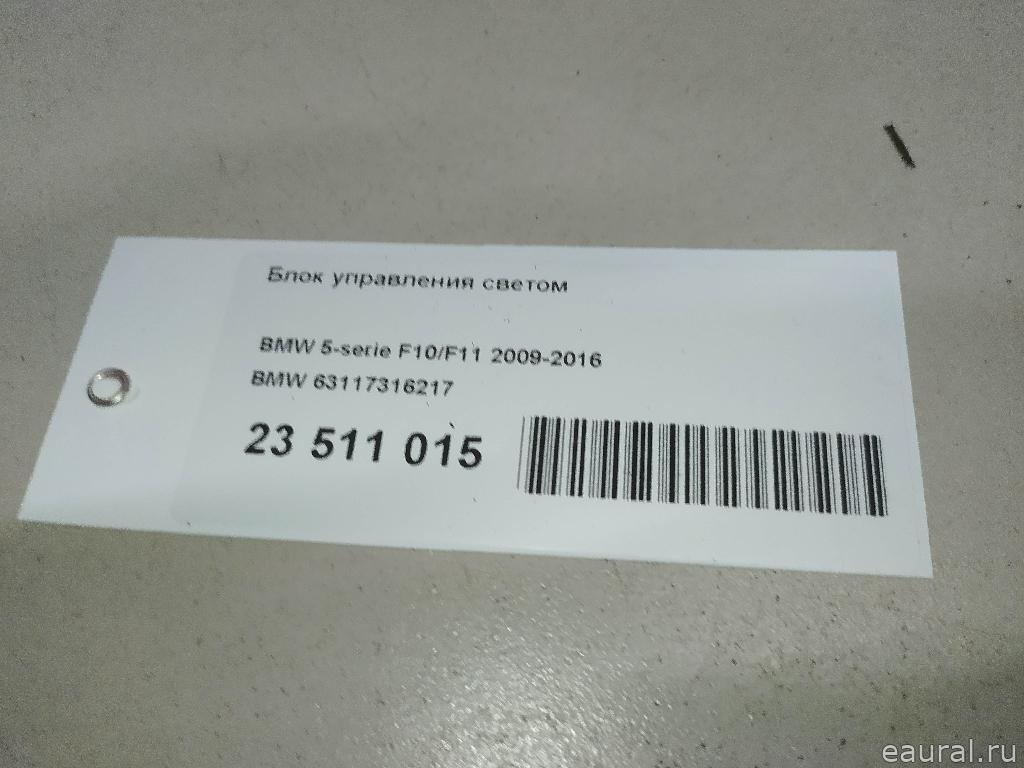 Блок управления светом
BMW 5-serie F10/F11 2009-2016
BMW 63117316217
23 511 015
eaural.ru